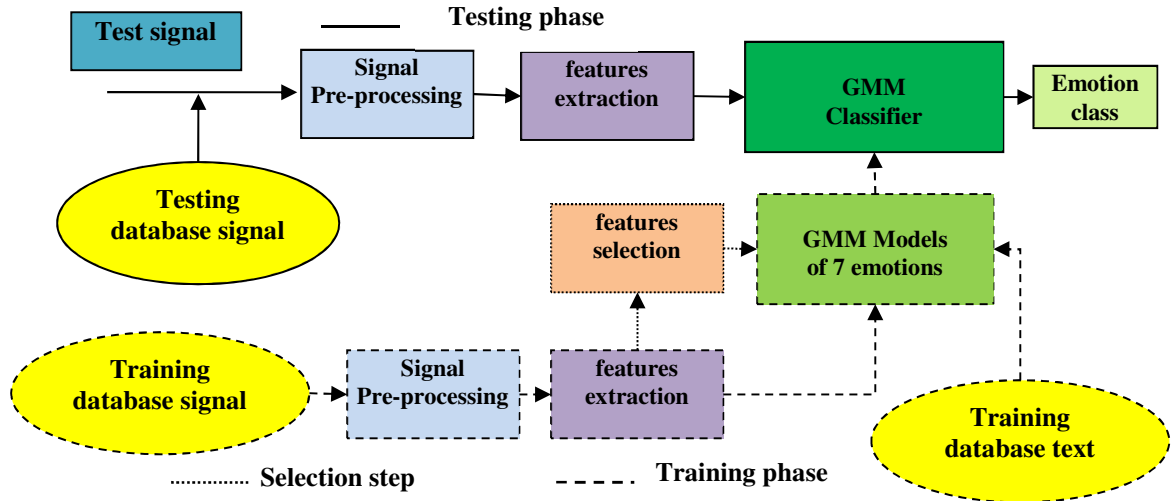 Testing phase
Test signal
Signal
Pre-processing
features
extraction
GMM
Classifier
Emotion
class
Testing
database signal
features
selection
GMM Models
of 7 emotions
Training
database signal
Signal
Pre-processing
features
extraction
Training
database text
Selection step
Training phase